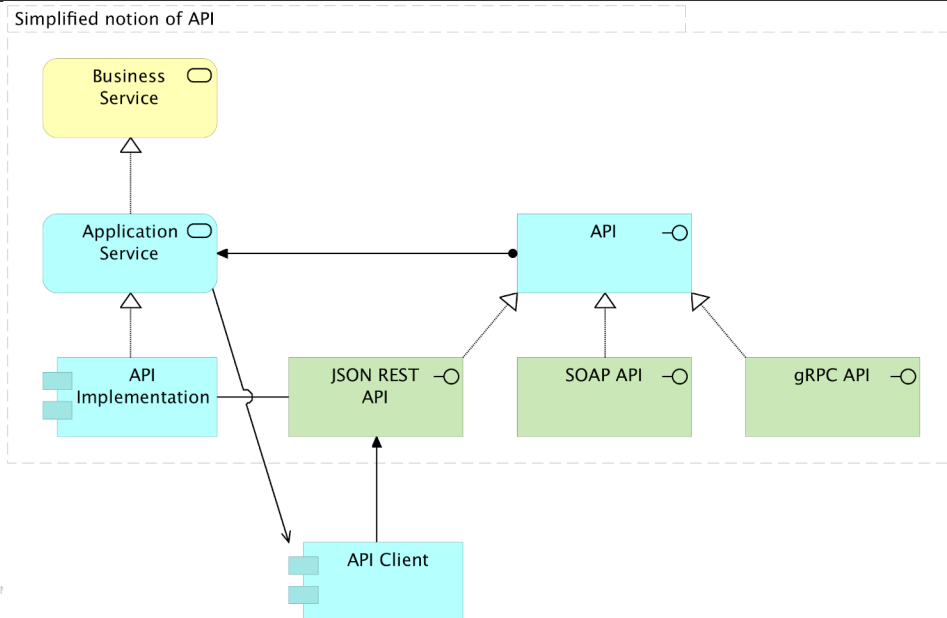 Simplified notion of API
Business
Service
Application
Service
API
API
Implementation
JSON REST
API
SOAP API
gRPC API
API Client